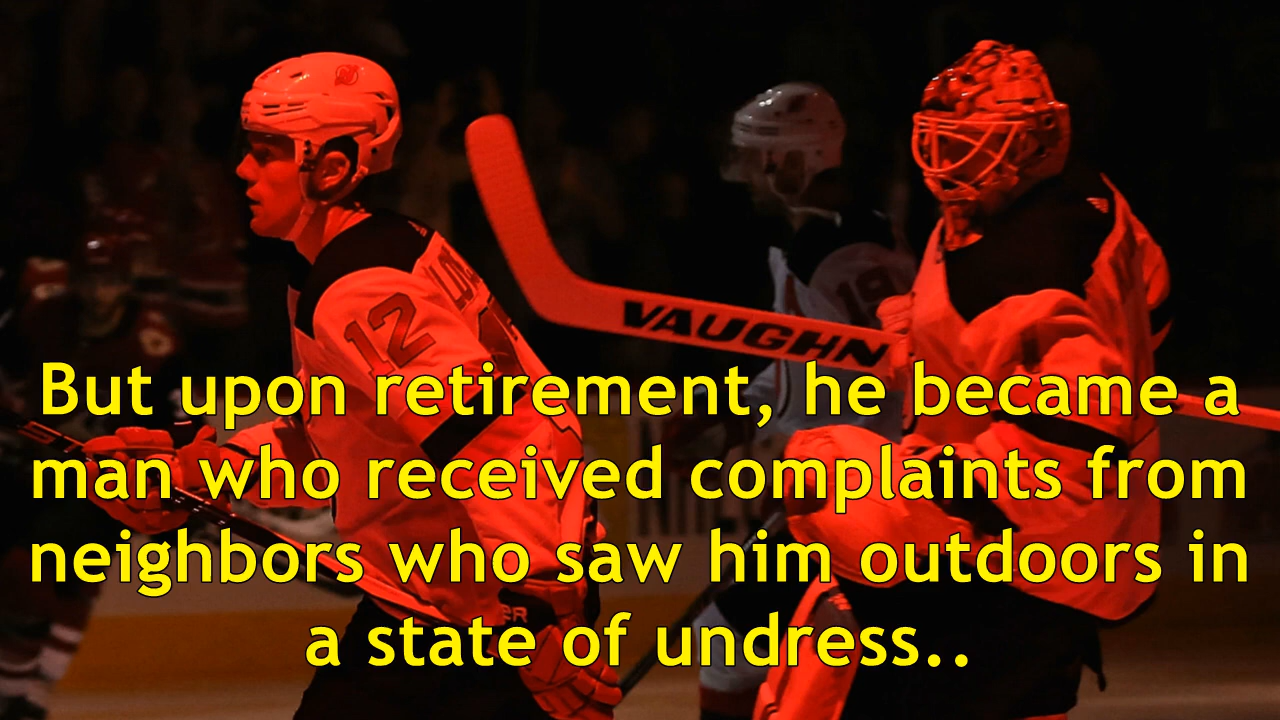 12
VAUGHN
19
But upon retirement, he became a
man who received complaints from
neighbors who saw him outdoors in
a state of undress..